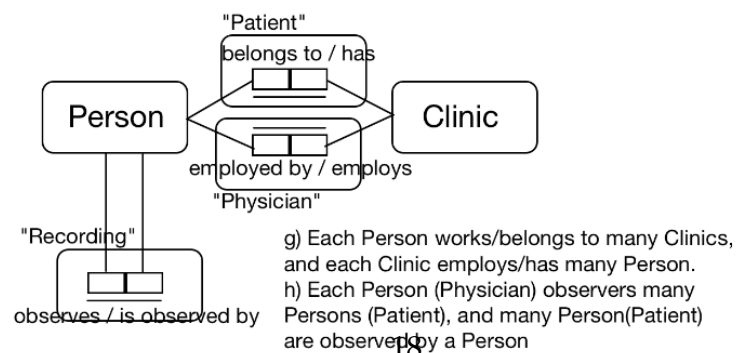 "Patient"
belongs to / has
Person
Clinic
employed by / employs
"Physician"
"Recording"
observes / is observed by
g) Each Person works/belongs to many Clinics,
and each Clinic employs/has many Person.
h) Each Person (Physician) observers many
Persons (Patient), and many Person(Patient)
are observed by a Person
18